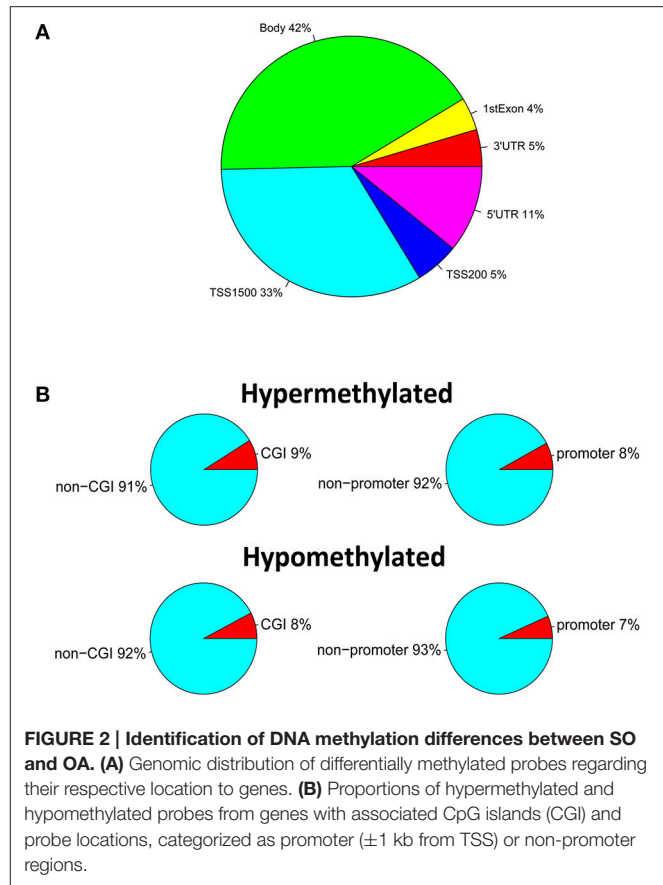 A
Body 42%
1stExon 4%
3'UTR 5%
5'UTR 11%
TSS200 5%
TSS1500 33%
B
Hypermethylated
CGI 9%
non-CGI 91%
promoter 8%
non-promoter 92%
Hypomethylated
CGI 8%
non-CGI 92%
promoter 7%
non-promoter 93%
FIGURE 2 | Identification of DNA methylation differences between SO
and OA. (A) Genomic distribution of differentially methylated probes regarding
their respective location to genes. (B) Proportions of hypermethylated and
hypomethylated probes from genes with associated CpG islands (CGI) and
probe locations, categorized as promoter (±1 kb from TSS) or non-promoter
regions.